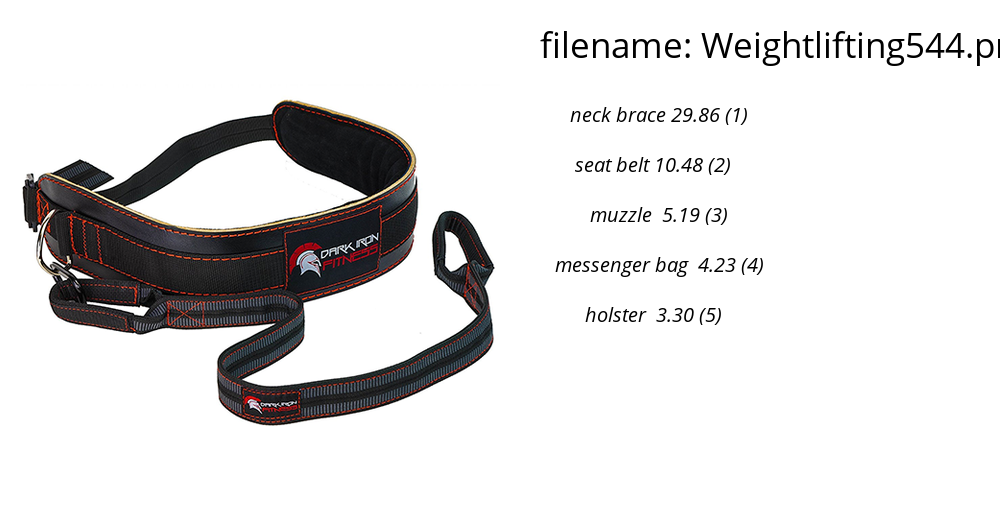 filename: Weightlifting544.pr
neck brace 29.86 (1)
seat belt 10.48 (2)
muzzle 5.19 (3)
messenger bag 4.23 (4)
holster 3.30 (5)
DARK IRON
FITNESS
DARK IRON
FITNESS